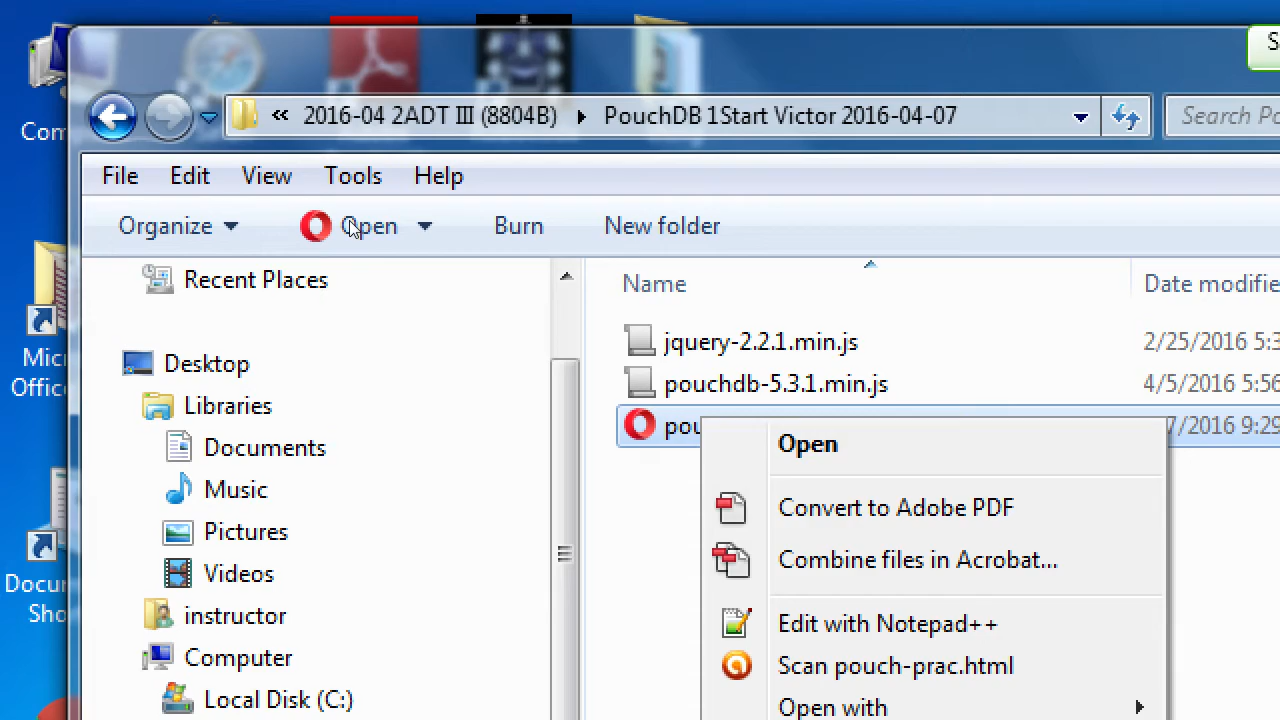 S
Com
« 2016-04 2ADT III (8804B) ▸ PouchDB 1Start Victor 2016-04-07
Search Po
File Edit View Tools Help
Organize Open Burn New folder
Recent Places
Name Date modifie
jquery-2.2.1.min.js 2/25/2016 5:3
pouchdb-5.3.1.min.js 4/5/2016 5:56
pou 7/2016 9:29
Mic
Offic
Desktop
Libraries
Documents
Music
Pictures
Videos
instructor
Computer
Local Disk (C:)
Docu
Sho
Open
Convert to Adobe PDF
Combine files in Acrobat...
Edit with Notepad++
Scan pouch-prac.html
Open with